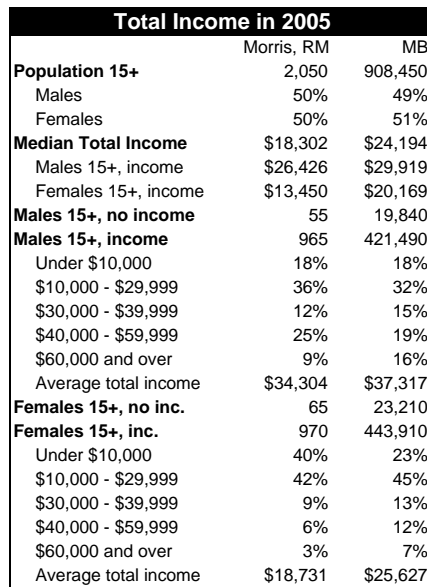 Total Income in 2005
Morris, RM MB
Population 15+ 2,050 908,450
Males 50% 49%
Females 50% 51%
Median Total Income $18,302 $24,194
Males 15+, income $26,426 $29,919
Females 15+, income $13,450 $20,169
Males 15+, no income 55 19,840
Males 15+, income 965 421,490
Under $10,000 18% 18%
$10,000 - $29,999 36% 32%
$30,000 - $39,999 12% 15%
$40,000 - $59,999 25% 19%
$60,000 and over 9% 16%
Average total income $34,304 $37,317
Females 15+, no inc. 65 23,210
Females 15+, inc. 970 443,910
Under $10,000 40% 23%
$10,000 - $29,999 42% 45%
$30,000 - $39,999 9% 13%
$40,000 - $59,999 6% 12%
$60,000 and over 3% 7%
Average total income $18,731 $25,627